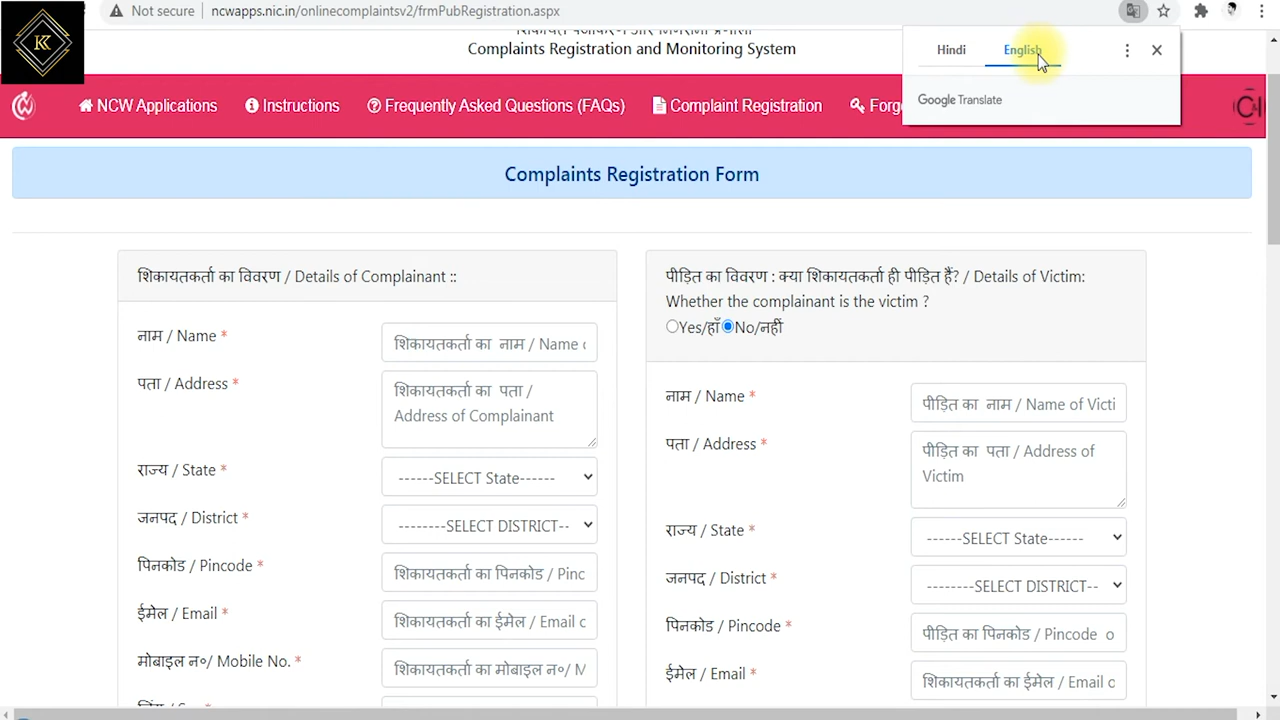 Not secure ncwapps.nic.in/onlinecomplaintsv2/frmPubRegistration.aspx
Complaints Registration and Monitoring System
Hindi English
Google Translate
NCW Applications Instructions Frequently Asked Questions (FAQs) Complaint Registration
Complaints Registration Form
शिकायतकर्ता का विवरण / Details of Complainant ::
नाम / Name * शिकायतकर्ता का नाम / Name
पता / Address * शिकायतकर्ता का पता /
Address of Complainant
राज्य / State * ------SELECT State------
जनपद / District * --------SELECT DISTRICT--
पिनकोड / Pincode * शिकायतकर्ता का पिनकोड / Pinc
ईमेल / Email * शिकायतकर्ता का ईमेल / Email
मोबाइल न०/ Mobile No. * शिकायतकर्ता का मोबाइल न०/ M
पीड़ित का विवरण : क्या शिकायतकर्ता ही पीड़ित हैं? / Details of Victim:
Whether the complainant is the victim ?
Yes/हाँ No/नहीं
नाम / Name * पीड़ित का नाम / Name of Victi
पता / Address * पीड़ित का पता / Address of
Victim
राज्य / State * ------SELECT State------
जनपद / District * --------SELECT DISTRICT--
पिनकोड / Pincode * पीड़ित का पिनकोड / Pincode o
ईमेल / Email * शिकायतकर्ता का ईमेल / Email o